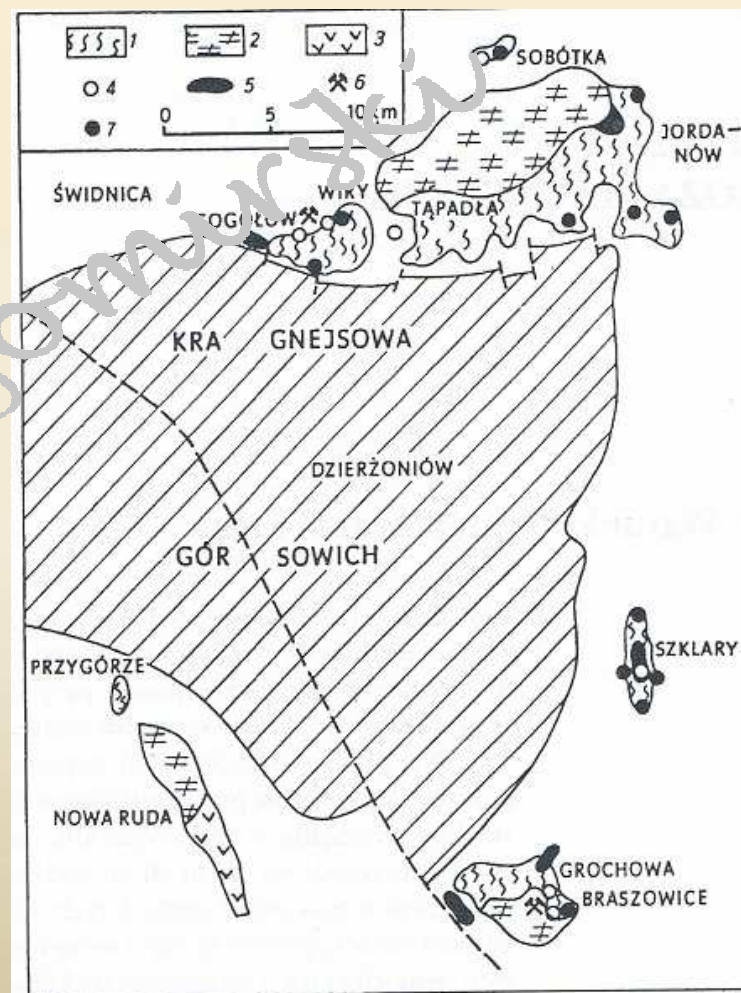 1 2 3
4 5 6
7 0 5 10 km
SOBÓTKA
JORDA
NÓW
ŚWIDNICA
WIRY
GOGOŁÓW
TĄPADŁA
KRA GNEJSOWA
DZIERŻONIÓW
GÓR SOWICH
PRZYGÓRZE
SZKLARY
NOWA RUDA
GROCHOWA
BRASZOWICE